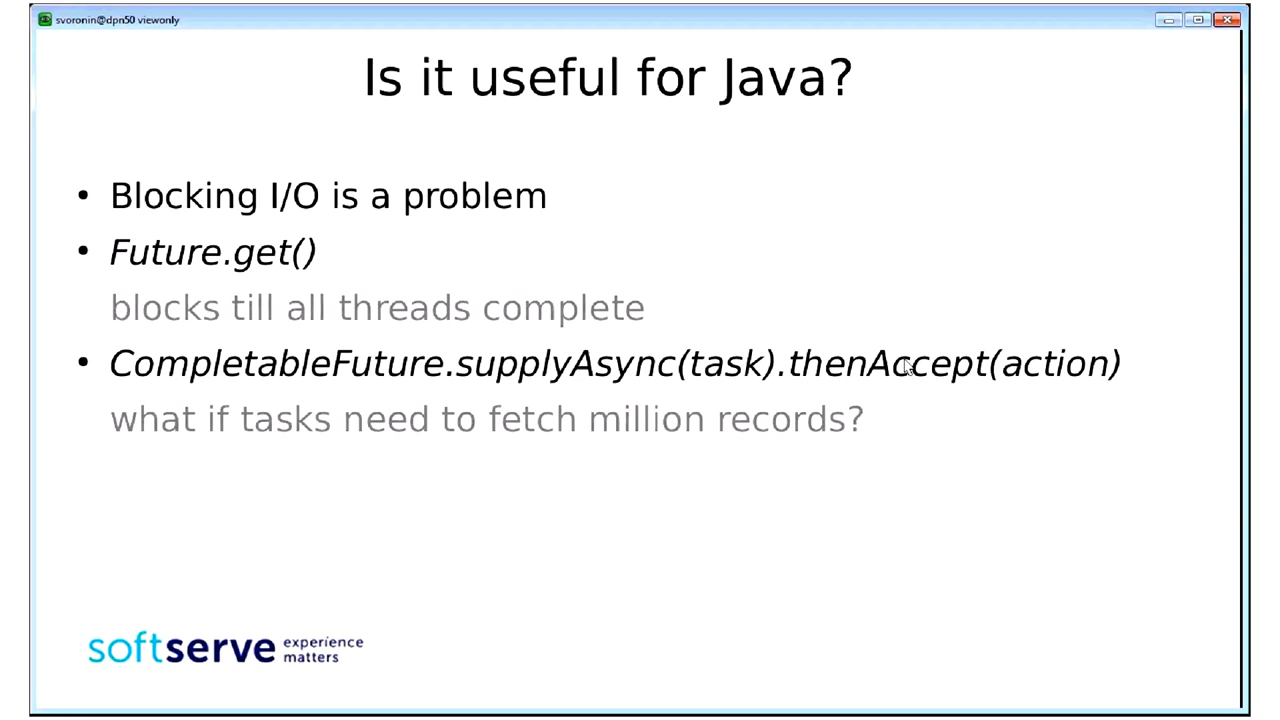 svoronin@dpn50 viewonly
Is it useful for Java?
• Blocking I/O is a problem
• Future.get()
blocks till all threads complete
• CompletableFuture.supplyAsync(task).thenAccept(action)
what if tasks need to fetch million records?
softserve experience
matters